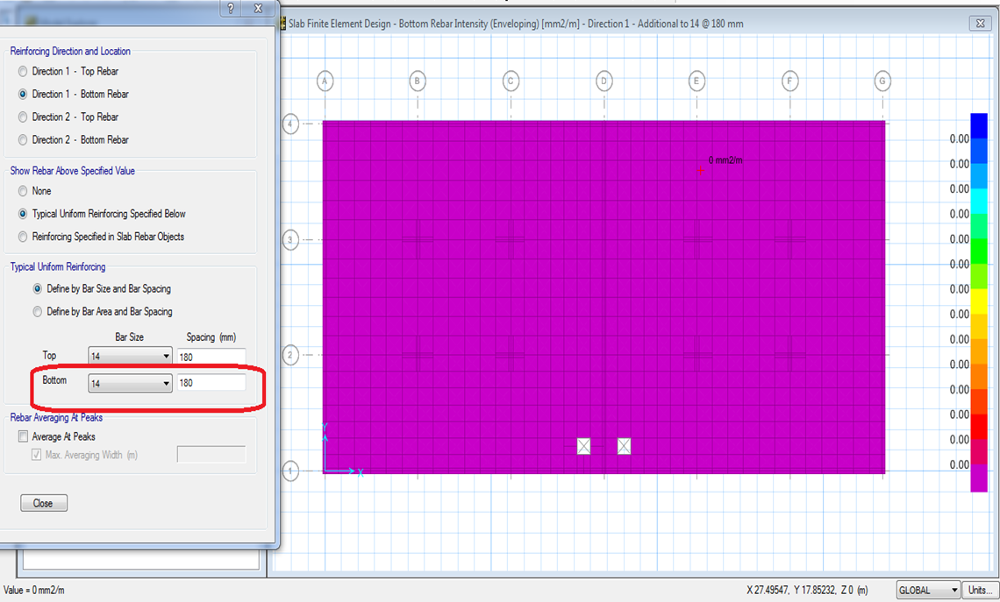 ?
Slab Finite Element Design - Bottom Rebar Intensity (Enveloping) [mm2/m] - Direction 1 - Additional to 14 @ 180 mm
Reinforcing Direction and Location
Direction 1 - Top Rebar
Direction 1 - Bottom Rebar
Direction 2 - Top Rebar
Direction 2 - Bottom Rebar
Show Rebar Above Specified Value
None
Typical Uniform Reinforcing Specified Below
Reinforcing Specified in Slab Rebar Objects
Typical Uniform Reinforcing
Define by Bar Size and Bar Spacing
Define by Bar Area and Bar Spacing
Bar Size Spacing (mm)
Top 14 180
Bottom 14 180
Rebar Averaging At Peaks
Average At Peaks
Max. Averaging Width (m)
Close
A B C D E F G
4
3
2
1
0 mm2/m
Y
X
0.00
0.00
0.00
0.00
0.00
0.00
0.00
0.00
0.00
0.00
0.00
0.00
0.00
0.00
Value = 0 mm2/m
X 27.49547, Y 17.85232, Z 0 (m)
GLOBAL
Units...